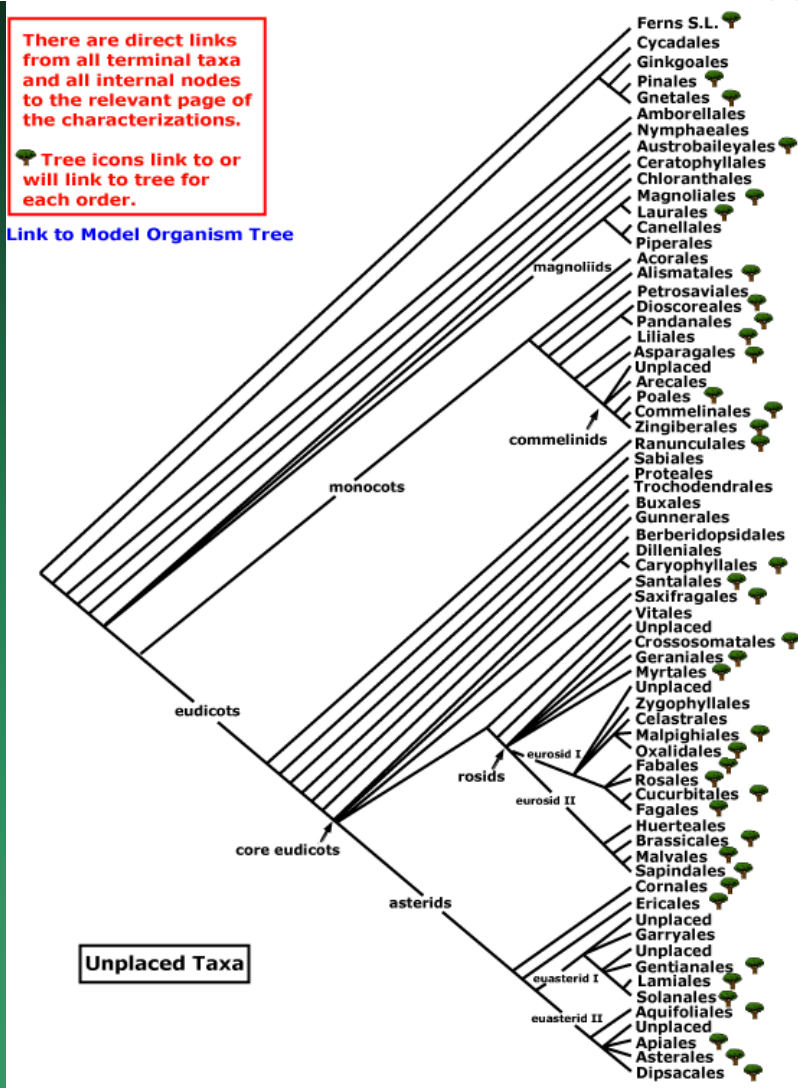 There are direct links
from all terminal taxa
and all internal nodes
to the relevant page of
the characterizations.
Tree icons link to or
will link to tree for
each order.
Link to Model Organism Tree
Ferns S.L.
Cycadales
Ginkgoales
Pinales
Gnetales
Amborellales
Nymphaeales
Austrobaileyales
Ceratophyllales
Chloranthales
Magnoliales
Laurales
Canellales
Piperales
magnoliids
Acorales
Alismatales
Petrosaviales
Dioscoreales
Pandanales
Liliales
Asparagales
Unplaced
Arecales
Poales
Commelinales
Zingiberales
commelinids
monocots
Ranunculales
Sabiales
Proteales
Trochodendrales
Buxales
Gunnerales
Berberidopsidales
Dilleniales
Caryophyllales
Santalales
Saxifragales
Vitales
Unplaced
Crossosomatales
Geraniales
Myrtales
Unplaced
Zygophyllales
Celastrales
Malpighiales
Oxalidales
Fabales
Rosales
Cucurbitales
Fagales
eudicots
rosids
eurosid I
eurosid II
Huerteales
Brassicales
Malvales
Sapindales
core eudicots
asterids
Cornales
Ericales
Unplaced
Garryales
Unplaced
Gentianales
Lamiales
Solanales
euasterid I
euasterid II
Aquifoliales
Unplaced
Apiales
Asterales
Dipsacales
Unplaced Taxa